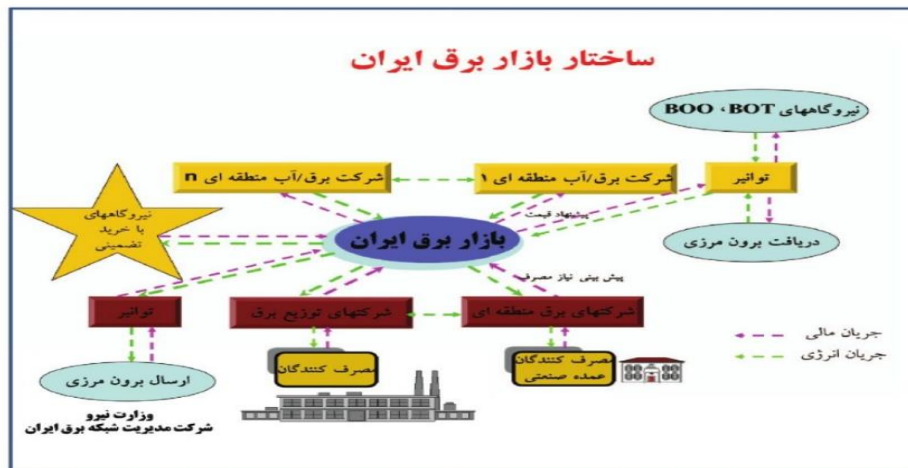 ساختار بازار برق ایران
نیروگاههای BOO ، BOT
شرکت برق/آب منطقه ای n
شرکت برق/آب منطقه ای ۱
توانیر
نیروگاههای
با خرید
تضمینی
پیشنهاد قیمت
بازار برق ایران
دریافت برون مرزی
پیش بینی نیاز مصرف
توانیر
شرکتهای توزیع برق
شرکتهای برق منطقه ای
جریان مالی
جریان انرژی
ارسال برون مرزی
مصرف کنندگان
مصرف کنندگان
عمده صنعتی
وزارت نیرو
شرکت مدیریت شبکه برق ایران